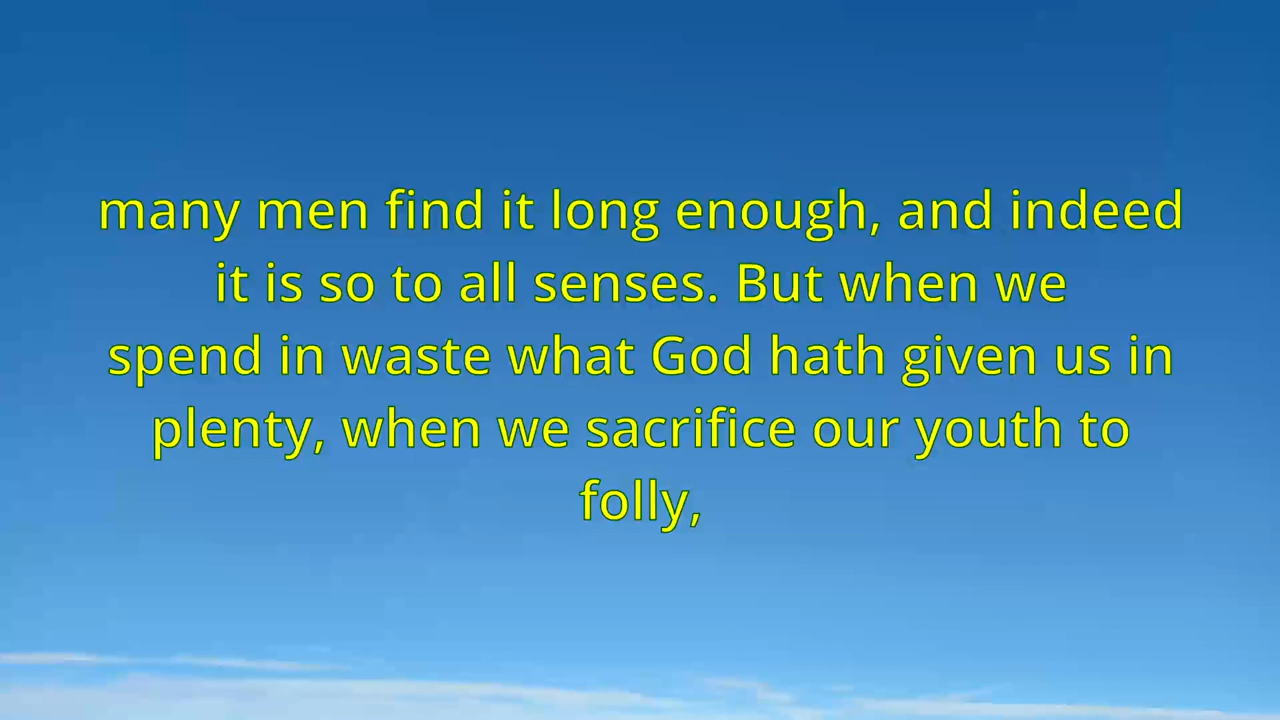 many men find it long enough, and indeed
it is so to all senses. But when we
spend in waste what God hath given us in
plenty, when we sacrifice our youth to
folly,